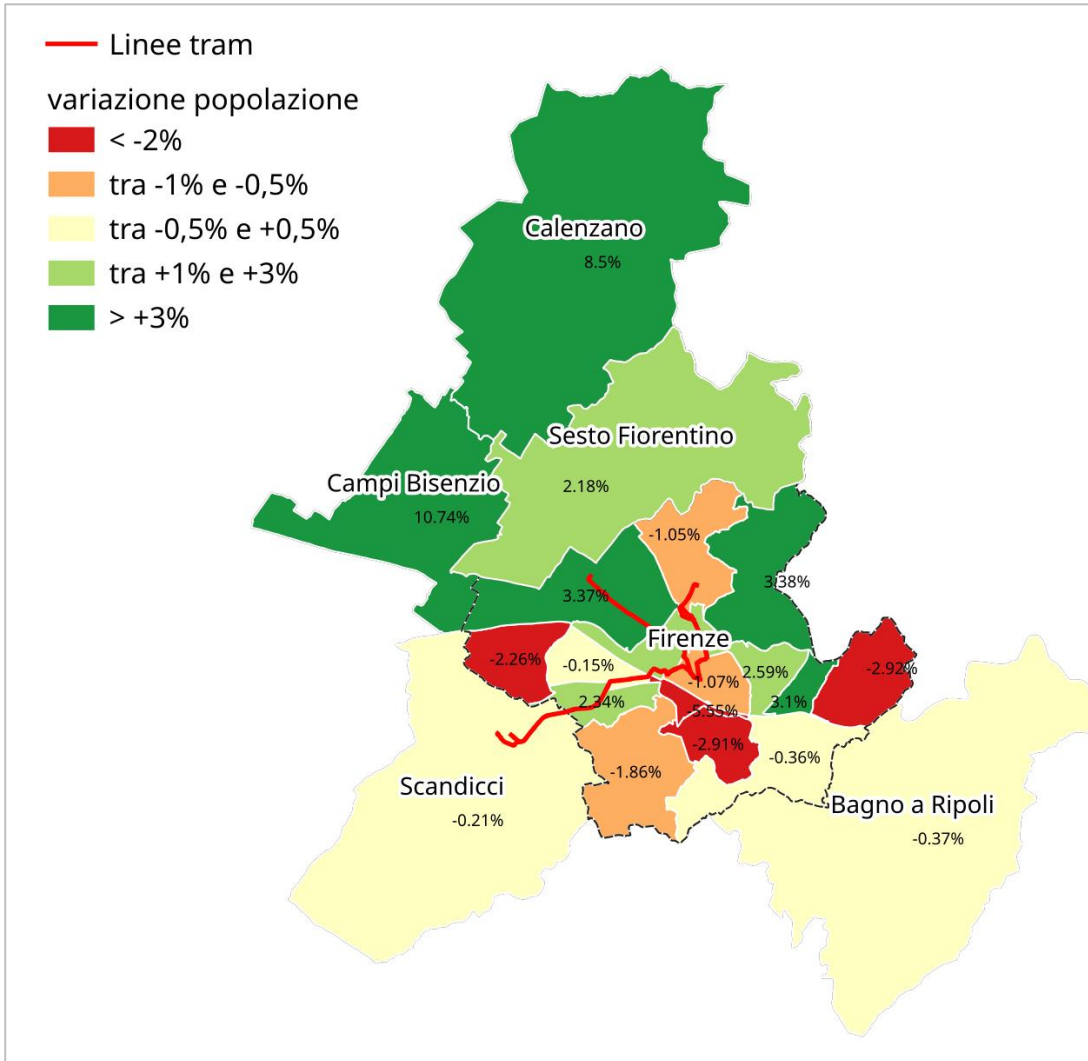 Linee tram
variazione popolazione
< -2%
tra -1% e -0,5%
tra -0,5% e +0,5%
tra +1% e +3%
> +3%
Calenzano
8.5%
Sesto Fiorentino
2.18%
Campi Bisenzio
10.74%
-1.05%
3.38%
3.37%
Firenze
-2.26%
-0.15%
-1.07%
2.59%
-2.92%
2.34%
-5.55%
3.1%
-2.91%
-0.36%
-1.86%
Scandicci
-0.21%
Bagno a Ripoli
-0.37%